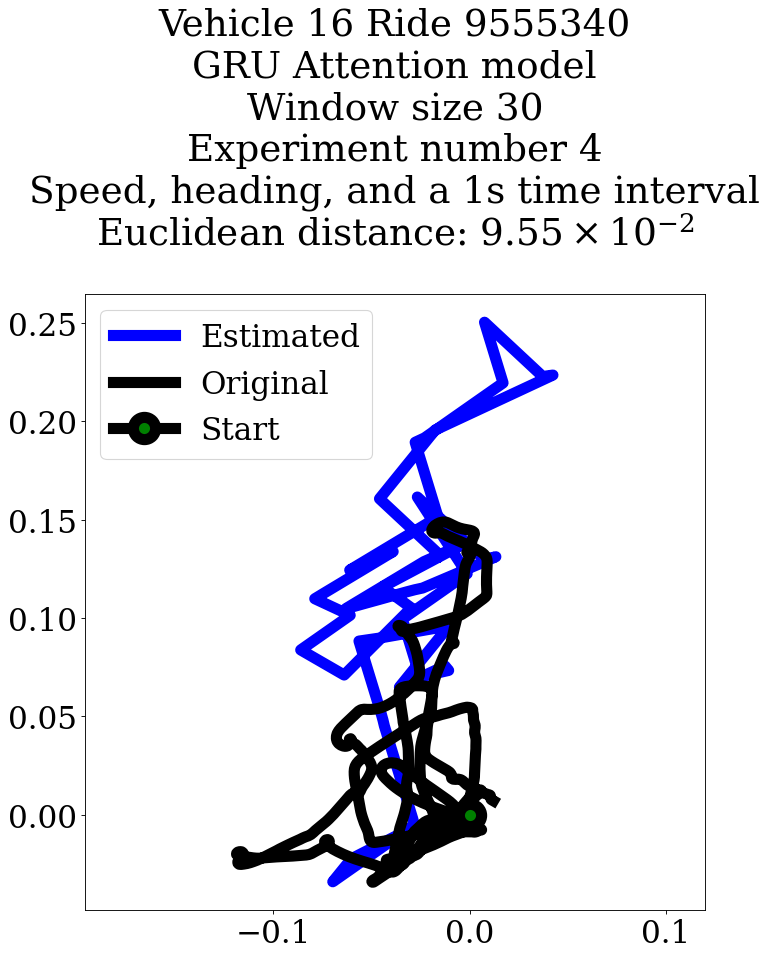 Vehicle 16 Ride 9555340
GRU Attention model
Window size 30
Experiment number 4
Speed, heading, and a 1s time interval
Euclidean distance: 9.55 × 10⁻²
Estimated
Original
Start
0.25
0.20
0.15
0.10
0.05
0.00
−0.1
0.0
0.1